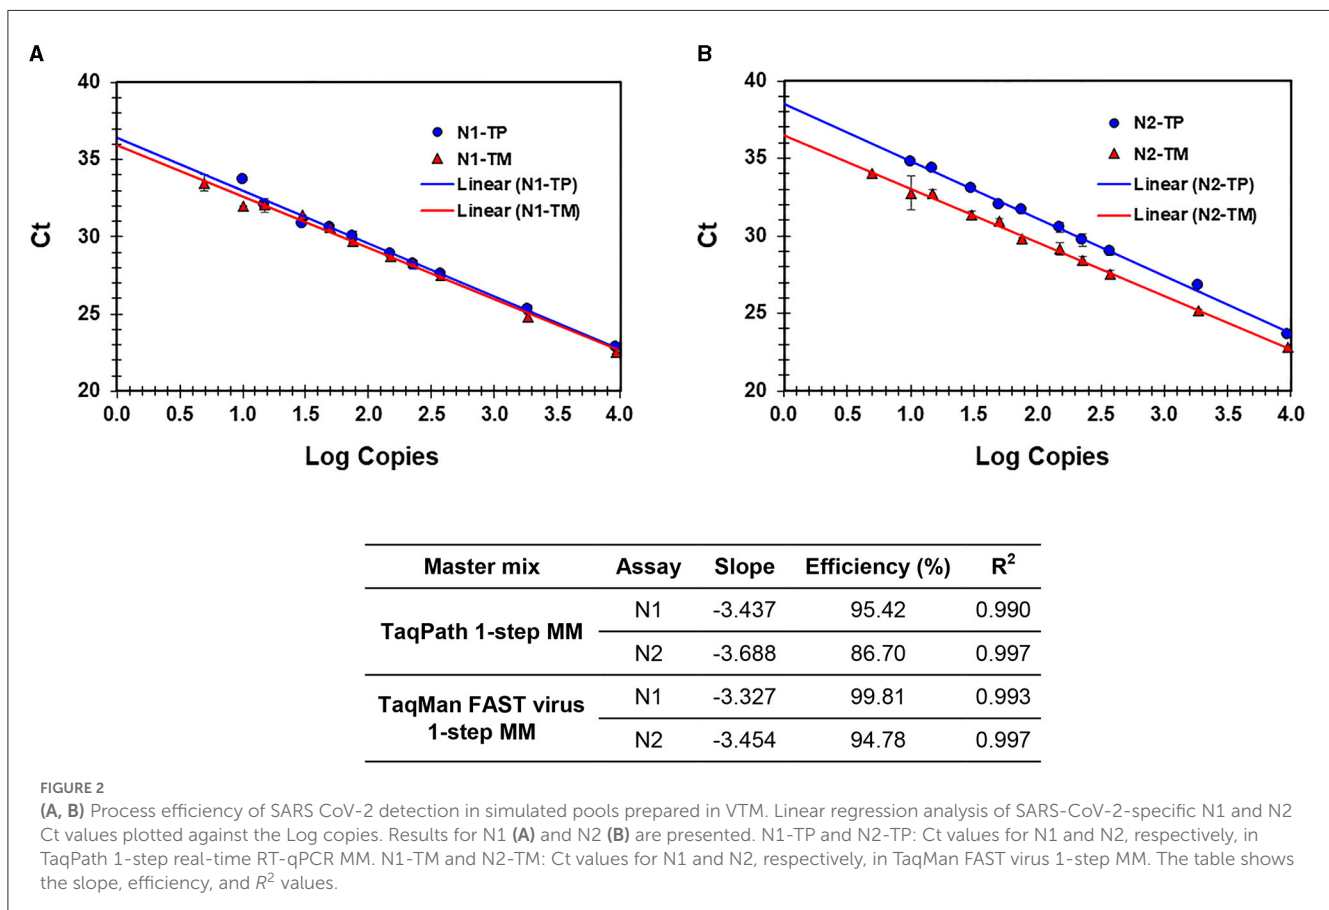 A
B
40
35
30
25
20
Ct
N1-TP
N1-TM
Linear (N1-TP)
Linear (N1-TM)
0.0 0.5 1.0 1.5 2.0 2.5 3.0 3.5 4.0
Log Copies
40
35
30
25
20
Ct
N2-TP
N2-TM
Linear (N2-TP)
Linear (N2-TM)
0.0 0.5 1.0 1.5 2.0 2.5 3.0 3.5 4.0
Log Copies
Master mix Assay Slope Efficiency (%) R²
TaqPath 1-step MM
N1 -3.437 95.42 0.990
N2 -3.688 86.70 0.997
TaqMan FAST virus
1-step MM
N1 -3.327 99.81 0.993
N2 -3.454 94.78 0.997
FIGURE 2
(A, B) Process efficiency of SARS CoV-2 detection in simulated pools prepared in VTM. Linear regression analysis of SARS-CoV-2-specific N1 and N2
Ct values plotted against the Log copies. Results for N1 (A) and N2 (B) are presented. N1-TP and N2-TP: Ct values for N1 and N2, respectively, in
TaqPath 1-step real-time RT-qPCR MM. N1-TM and N2-TM: Ct values for N1 and N2, respectively, in TaqMan FAST virus 1-step MM. The table shows
the slope, efficiency, and R² values.